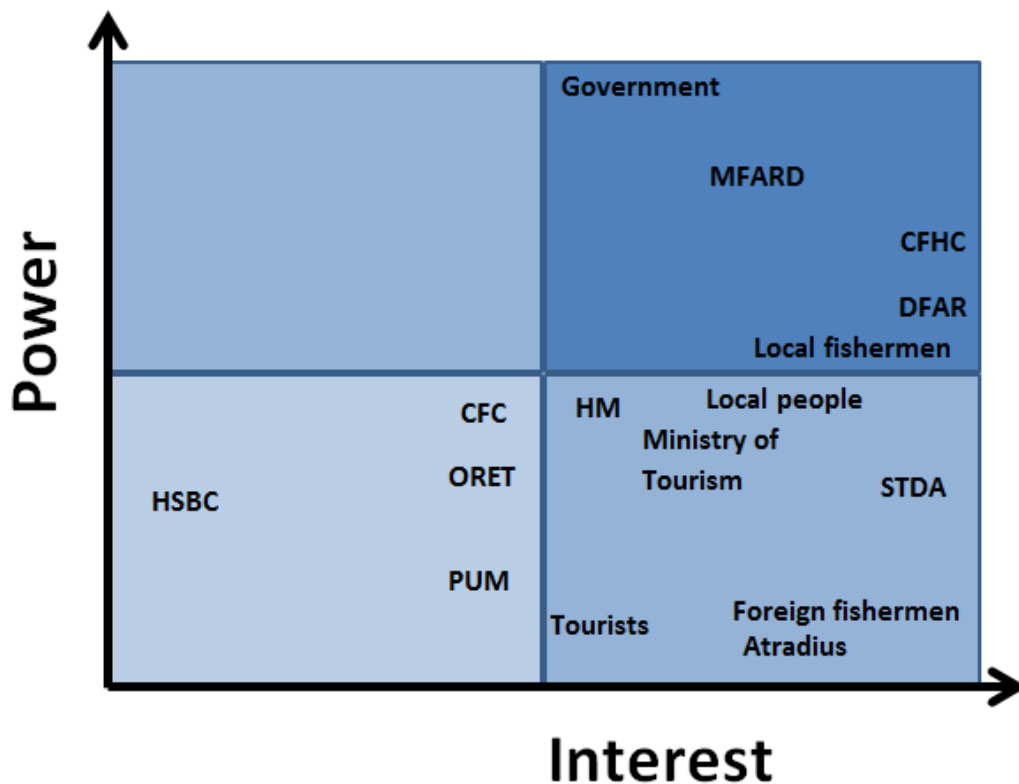 Power
Government
MFARD
CFHC
DFAR
Local fishermen
CFC
HM
Local people
Ministry of
Tourism
ORET
STDA
HSBC
PUM
Tourists
Foreign fishermen
Atradius
Interest